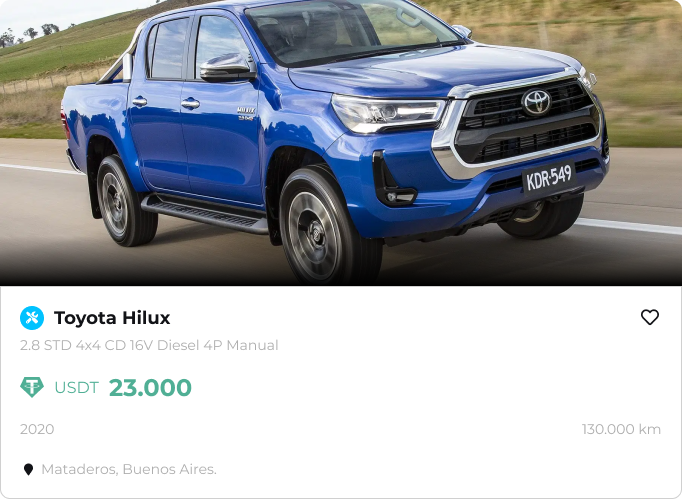 KDR-549
Toyota Hilux
2.8 STD 4x4 CD 16V Diesel 4P Manual
USDT 23.000
2020
130.000 km
Mataderos, Buenos Aires.